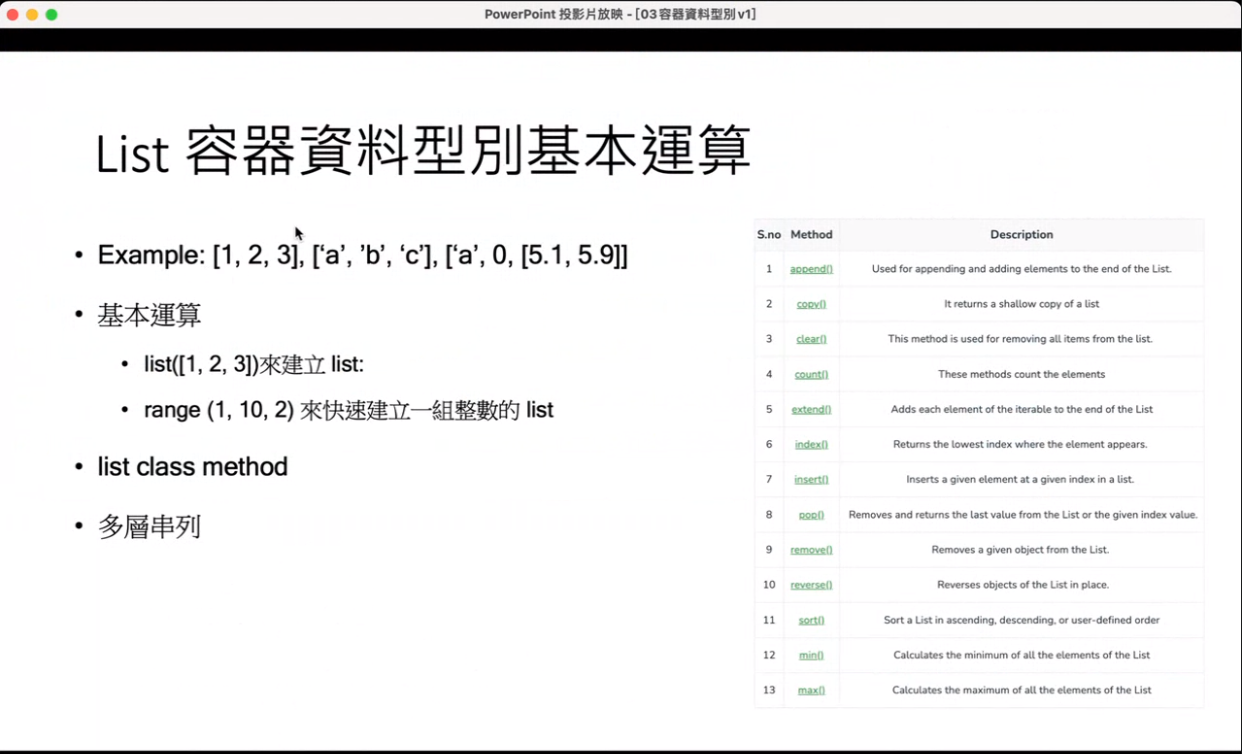 PowerPoint 投影片放映 - [03容器資料型別v1]
List 容器資料型別基本運算
• Example: [1, 2, 3], [‘a’, ’b’, ‘c’], [‘a’, 0, [5.1, 5.9]]
• 基本運算
• list([1, 2, 3])來建立 list:
• range (1, 10, 2) 來快速建立一組整數的 list
• list class method
• 多層串列
S.no Method Description
1 append() Used for appending and adding elements to the end of the List.
2 copy() It returns a shallow copy of a list
3 clear() This method is used for removing all items from the list.
4 count() These methods count the elements
5 extend() Adds each element of the iterable to the end of the List
6 index() Returns the lowest index where the element appears.
7 insert() Inserts a given element at a given index in a list.
8 pop() Removes and returns the last value from the List or the given index value.
9 remove() Removes a given object from the List.
10 reverse() Reverses objects of the List in place.
11 sort() Sort a List in ascending, descending, or user-defined order
12 min() Calculates the minimum of all the elements of the List
13 max() Calculates the maximum of all the elements of the List